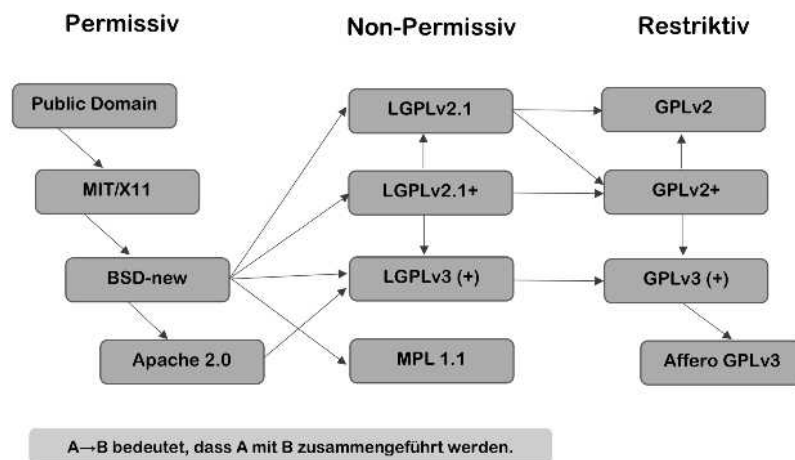 Permissiv
Non-Permissiv
Restriktiv
Public Domain
LGPLv2.1
GPLv2
MIT/X11
LGPLv2.1+
GPLv2+
BSD-new
LGPLv3 (+)
GPLv3 (+)
Apache 2.0
MPL 1.1
Affero GPLv3
A→B bedeutet, dass A mit B zusammengeführt werden.